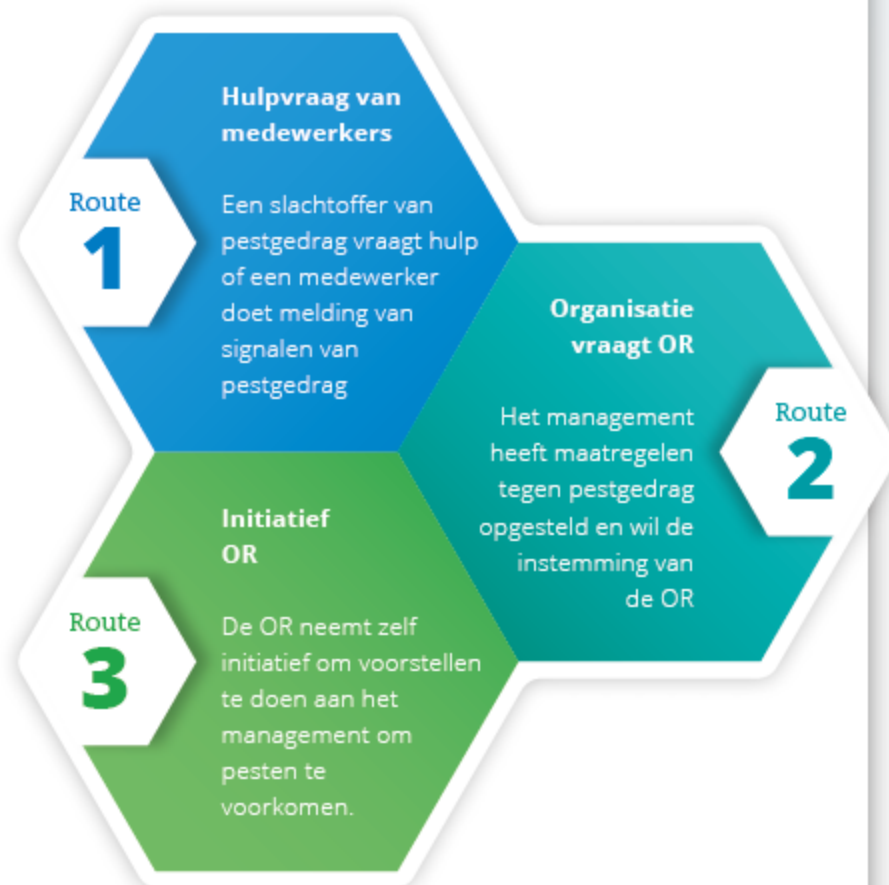 Route
1
Hulpvraag van
medewerkers
Een slachtoffer van
pestgedrag vraagt hulp
of een medewerker
doet melding van
signalen van
pestgedrag
Route
2
Organisatie
vraagt OR
Het management
heeft maatregelen
tegen pestgedrag
opgesteld en wil de
instemming van
de OR
Route
3
Initiatief
OR
De OR neemt zelf
initiatief om voorstellen
te doen aan het
management om
pesten te
voorkomen.